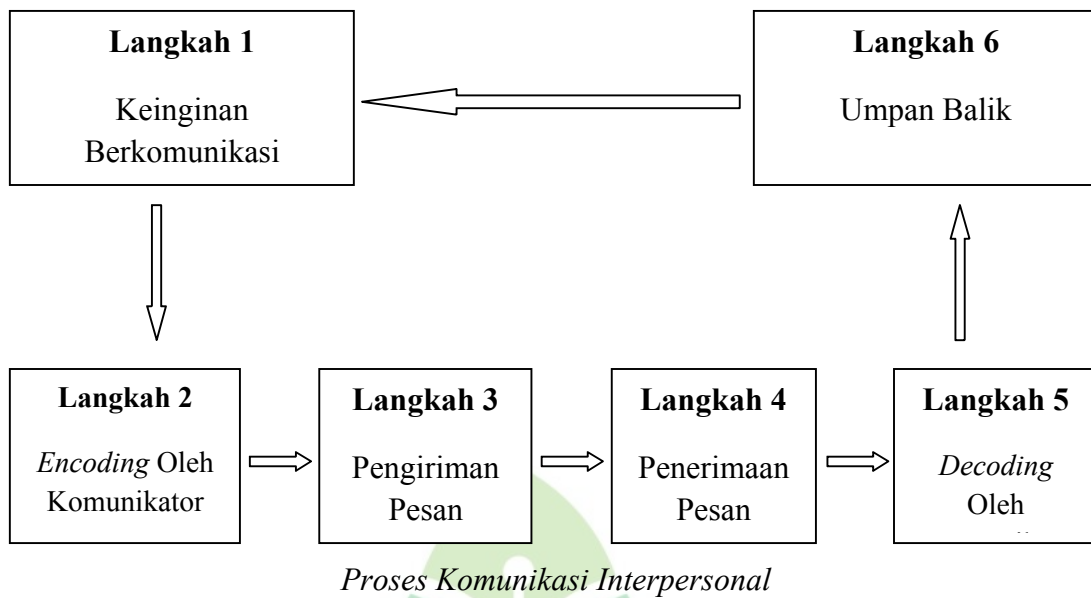 Langkah 1
Keinginan
Berkomunikasi
Langkah 6
Umpan Balik
Langkah 2
Encoding Oleh
Komunikator
Langkah 3
Pengiriman
Pesan
Langkah 4
Penerimaan
Pesan
Langkah 5
Decoding
Oleh
Proses Komunikasi Interpersonal